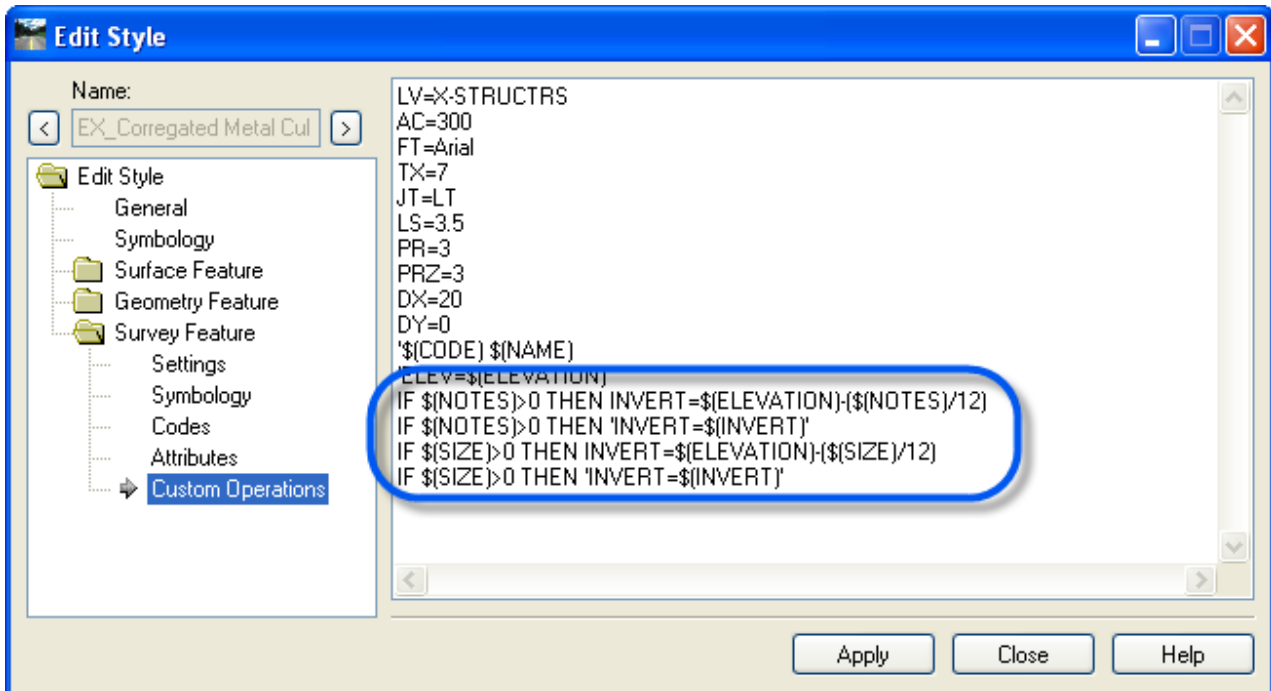 Edit Style
Name:
< EX_Corregated Metal Cul >
Edit Style
General
Symbology
Surface Feature
Geometry Feature
Survey Feature
Settings
Symbology
Codes
Attributes
Custom Operations
LV=X-STRUCTRS
AC=300
FT=Arial
TX=7
JT=LT
LS=3.5
PR=3
PRZ=3
DX=20
DY=0
'$(CODE) $(NAME)
'ELEV=$(ELEVATION)
IF $(NOTES)>0 THEN INVERT=$(ELEVATION)-($(NOTES)/12)
IF $(NOTES)>0 THEN 'INVERT=$(INVERT)'
IF $(SIZE)>0 THEN INVERT=$(ELEVATION)-($(SIZE)/12)
IF $(SIZE)>0 THEN 'INVERT=$(INVERT)'
Apply
Close
Help